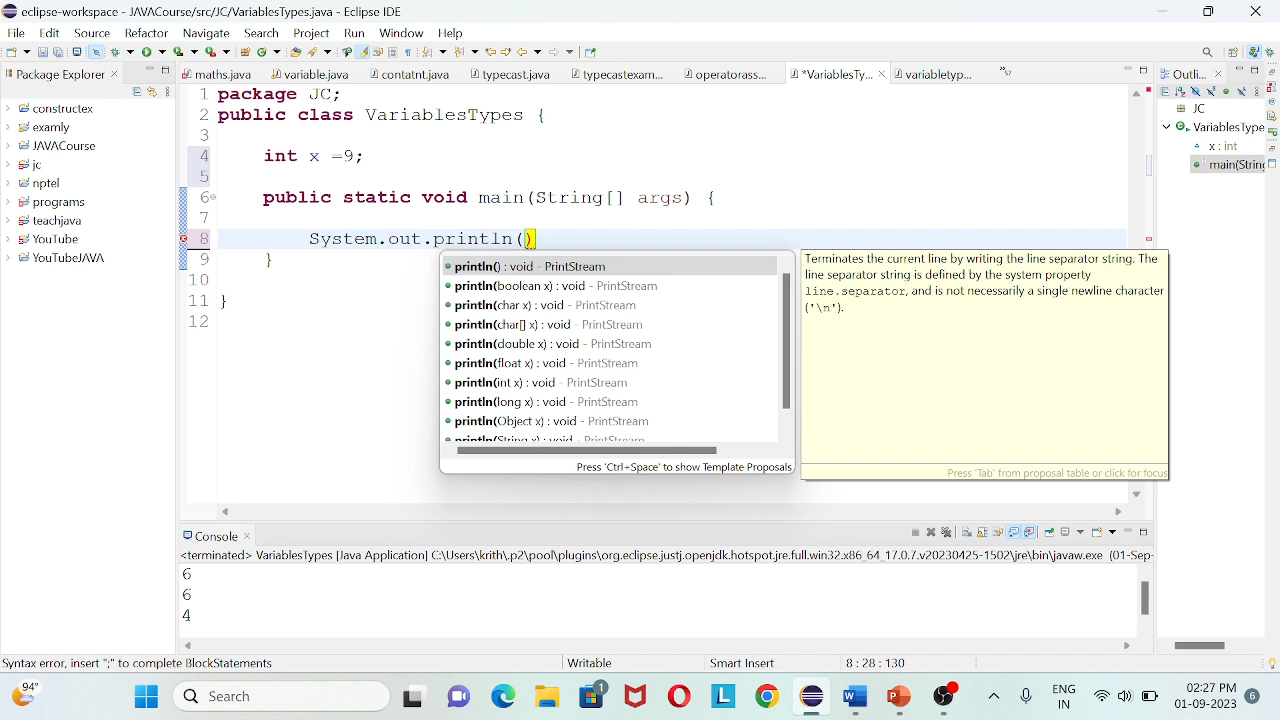 eclipse-workspace - JAVACourse/src/JC/VariablesTypes.java - Eclipse IDE
File Edit Source Refactor Navigate Search Project Run Window Help
Package Explorer
maths.java variable.java contatnt.java typecast.java typecastexam... operatorass... *VariablesTy... variabletyp... »57
Outli...
constructex
examly
JAVACourse
jc
nptel
programs
teachjava
YouTube
YouTubeJAVA
1 package JC;
2 public class VariablesTypes {
3
4 int x =9;
5
6 public static void main(String[] args) {
7
8 System.out.println()
9 }
10
11 }
12
println() : void - PrintStream
println(boolean x) : void - PrintStream
println(char x) : void - PrintStream
println(char[] x) : void - PrintStream
println(double x) : void - PrintStream
println(float x) : void - PrintStream
println(int x) : void - PrintStream
println(long x) : void - PrintStream
println(Object x) : void - PrintStream
println(String x) : void - PrintStream
Press 'Ctrl+Space' to show Template Proposals
Terminates the current line by writing the line separator string. The
line separator string is defined by the system property
line.separator, and is not necessarily a single newline character
('\n').
Press 'Tab' from proposal table or click for focus
JC
VariablesType
x : int
main(String
Console
<terminated> VariablesTypes [Java Application] C:\Users\krith\.p2\pool\plugins\org.eclipse.justj.openjdk.hotspot.jre.full.win32.x86_64_17.0.7.v20230425-1502\jre\bin\javaw.exe (01-Sep-
6
6
4
Syntax error, insert ";" to complete BlockStatements
Writable
Smart Insert
8 : 28 : 130
94°
Search
1
ENG
IN
02:27 PM
01-09-2023
6